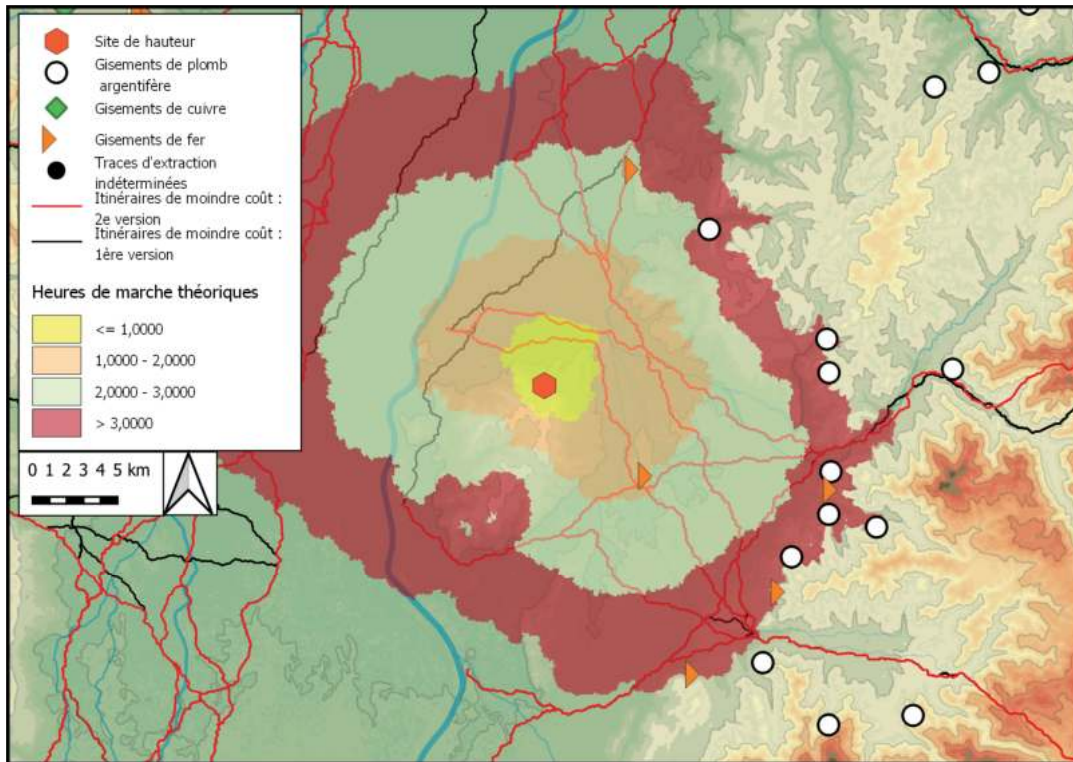 Site de hauteur
Gisements de plomb
argentifère
Gisements de cuivre
Gisements de fer
Traces d'extraction
indéterminées
Itinéraires de moindre coût :
2e version
Itinéraires de moindre coût :
1ère version
Heures de marche théoriques
<= 1,0000
1,0000 - 2,0000
2,0000 - 3,0000
> 3,0000
0 1 2 3 4 5 km